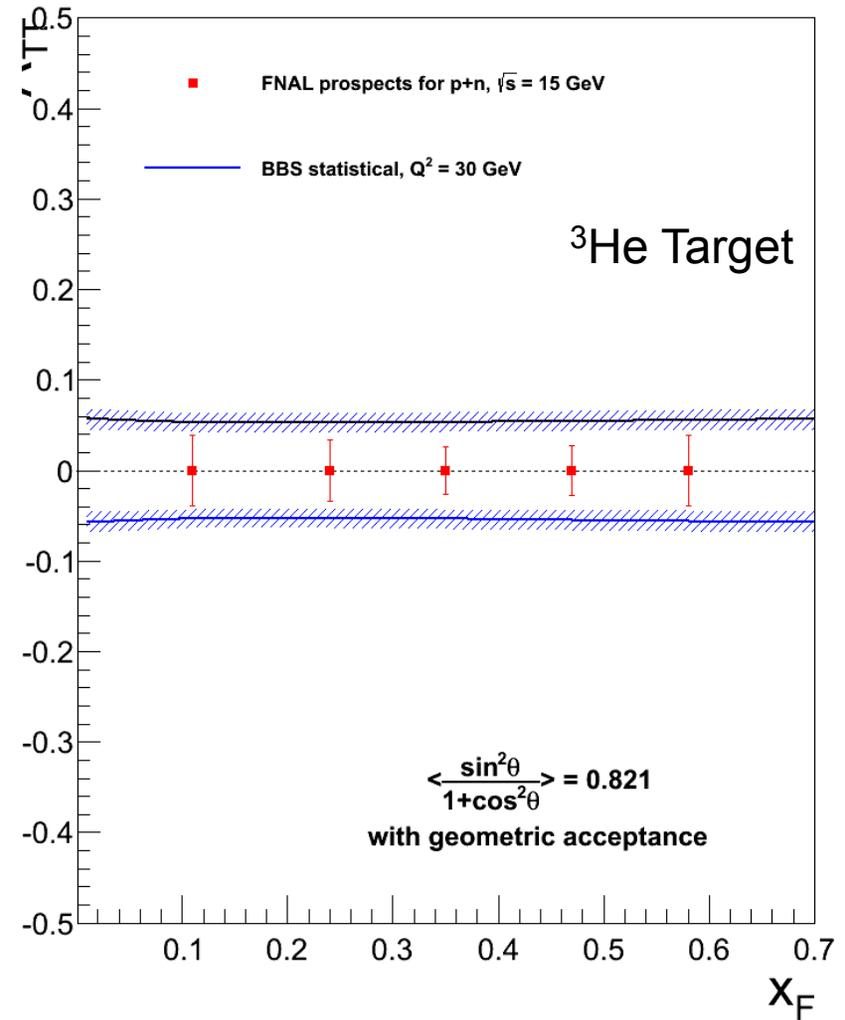 0.5
FNAL prospects for p+n, √s = 15 GeV
0.4
BBS statistical, Q² = 30 GeV
0.3
³He Target
0.2
0.1
0
-0.1
-0.2
-0.3
<sin²θ/1+cos²θ> = 0.821
-0.4
with geometric acceptance
-0.5
0.1 0.2 0.3 0.4 0.5 0.6 0.7
x_F